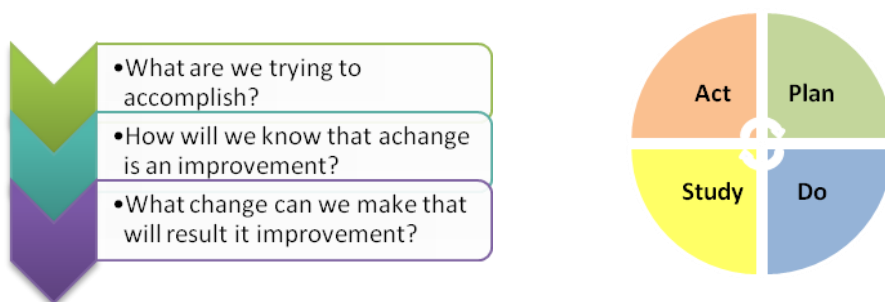 •What are we trying to
accomplish?
•How will we know that achange
is an improvement?
•What change can we make that
will result it improvement?
Act
Plan
Study
Do